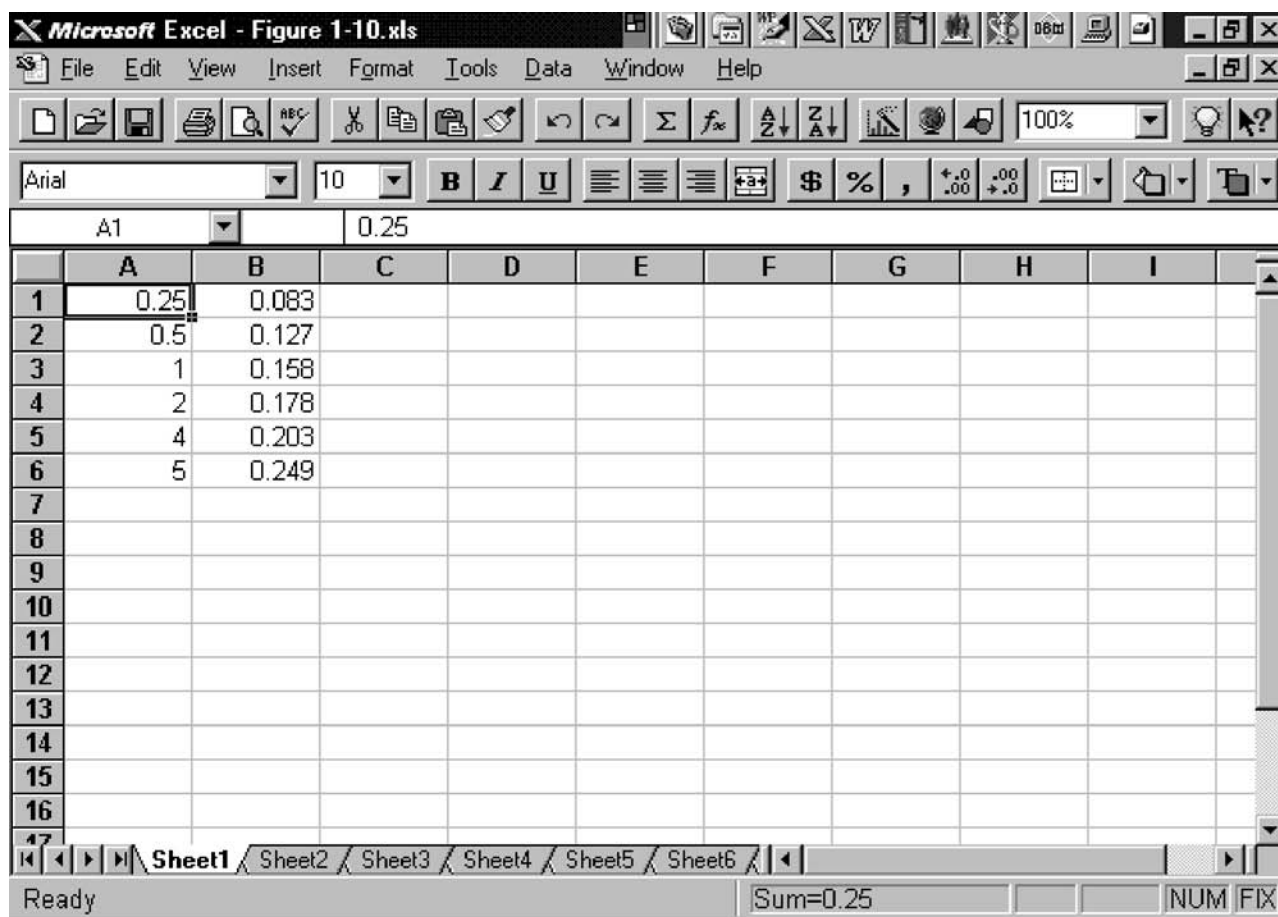 Microsoft Excel - Figure 1-10.xls
File Edit View Insert Format Tools Data Window Help
100%
Arial 10 B I U $ % ,
A1 0.25
A B C D E F G H I
1 0.25 0.083
2 0.5 0.127
3 1 0.158
4 2 0.178
5 4 0.203
6 5 0.249
7
8
9
10
11
12
13
14
15
16
17
Sheet1 Sheet2 Sheet3 Sheet4 Sheet5 Sheet6
Ready Sum=0.25 NUM FIX